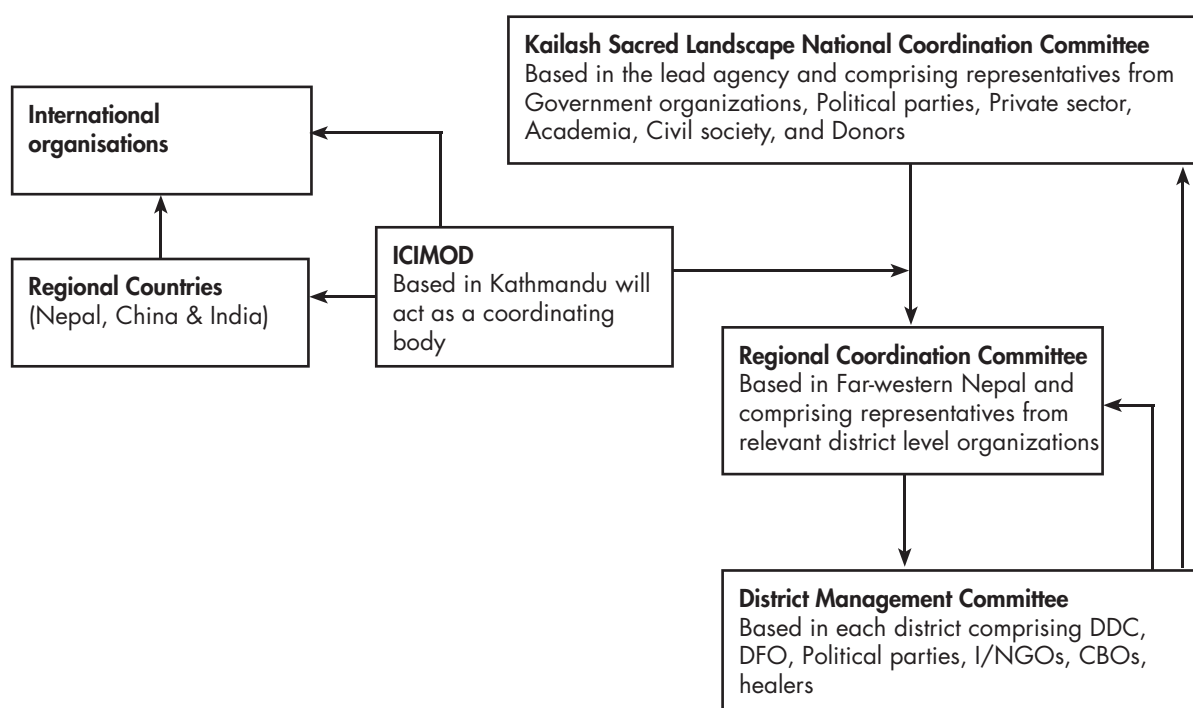 Kailash Sacred Landscape National Coordination Committee
Based in the lead agency and comprising representatives from
Government organizations, Political parties, Private sector,
Academia, Civil society, and Donors
International
organisations
ICIMOD
Based in Kathmandu will
act as a coordinating
body
Regional Countries
(Nepal, China & India)
Regional Coordination Committee
Based in Far-western Nepal and
comprising representatives from
relevant district level organizations
District Management Committee
Based in each district comprising DDC,
DFO, Political parties, I/NGOs, CBOs,
healers